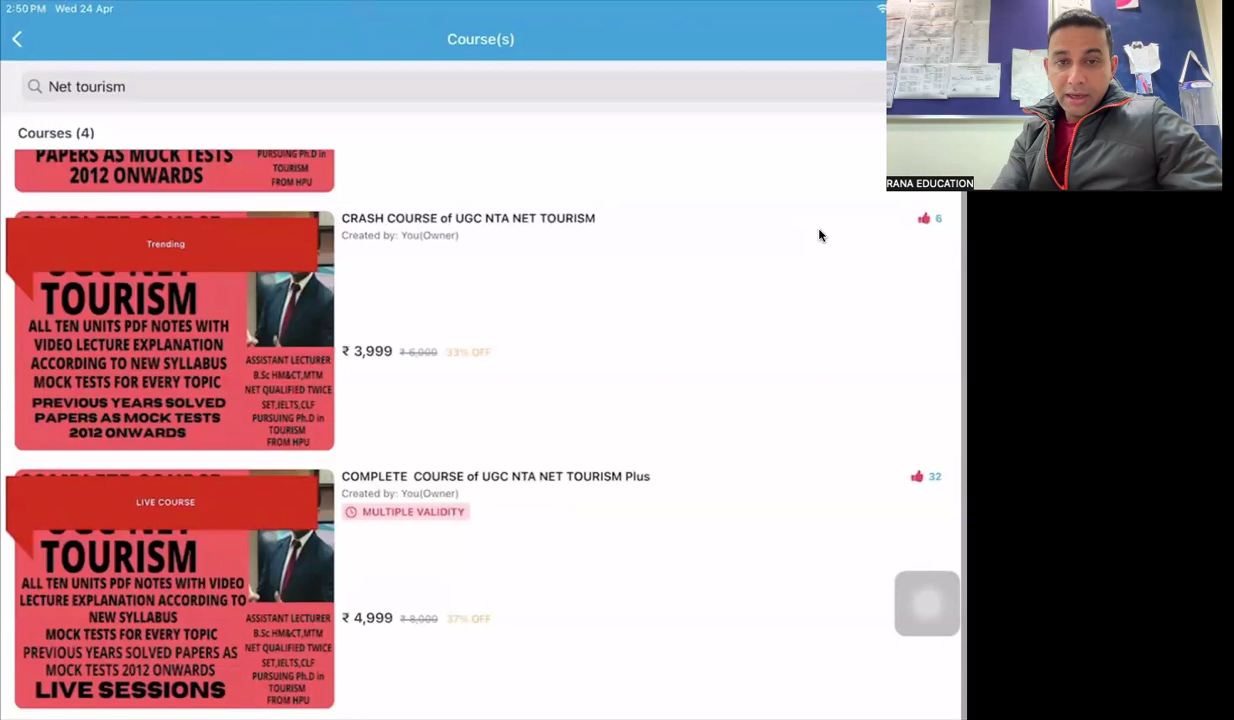 2:50 PM Wed 24 Apr
Course(s)
Net tourism
Courses (4)
PAPERS AS MOCK TESTS
2012 ONWARDS
PURSUING Ph.D in
TOURISM
FROM HPU
RANA EDUCATION
CRASH COURSE of UGC NTA NET TOURISM
6
Created by: You(Owner)
Trending
TOURISM
ALL TEN UNITS PDF NOTES WITH
VIDEO LECTURE EXPLANATION
ACCORDING TO NEW SYLLABUS
MOCK TESTS FOR EVERY TOPIC
PREVIOUS YEARS SOLVED
PAPERS AS MOCK TESTS
2012 ONWARDS
ASSISTANT LECTURER
B.Sc HM&CT,MTM
NET QUALIFIED TWICE
SET,IELTS,CLF
PURSUING Ph.D in
TOURISM
FROM HPU
₹ 3,999 ₹ 6,000 33% OFF
COMPLETE COURSE of UGC NTA NET TOURISM Plus
32
Created by: You(Owner)
MULTIPLE VALIDITY
LIVE COURSE
TOURISM
ALL TEN UNITS PDF NOTES WITH VIDEO
LECTURE EXPLANATION ACCORDING TO
NEW SYLLABUS
MOCK TESTS FOR EVERY TOPIC
PREVIOUS YEARS SOLVED PAPERS AS
MOCK TESTS 2012 ONWARDS
LIVE SESSIONS
ASSISTANT LECTURER
B.Sc HM&CT,MTM
NET QUALIFIED TWICE
SET,IELTS,CLF
PURSUING Ph.D in
TOURISM
FROM HPU
₹ 4,999 ₹ 8,000 37% OFF